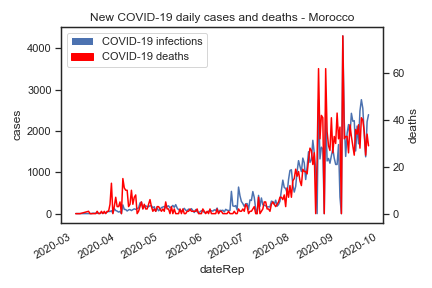 New COVID-19 daily cases and deaths - Morocco
COVID-19 infections
COVID-19 deaths
4000
3000
2000
1000
0
cases
60
40
20
0
deaths
2020-03
2020-04
2020-05
2020-06
2020-07
2020-08
2020-09
2020-10
dateRep